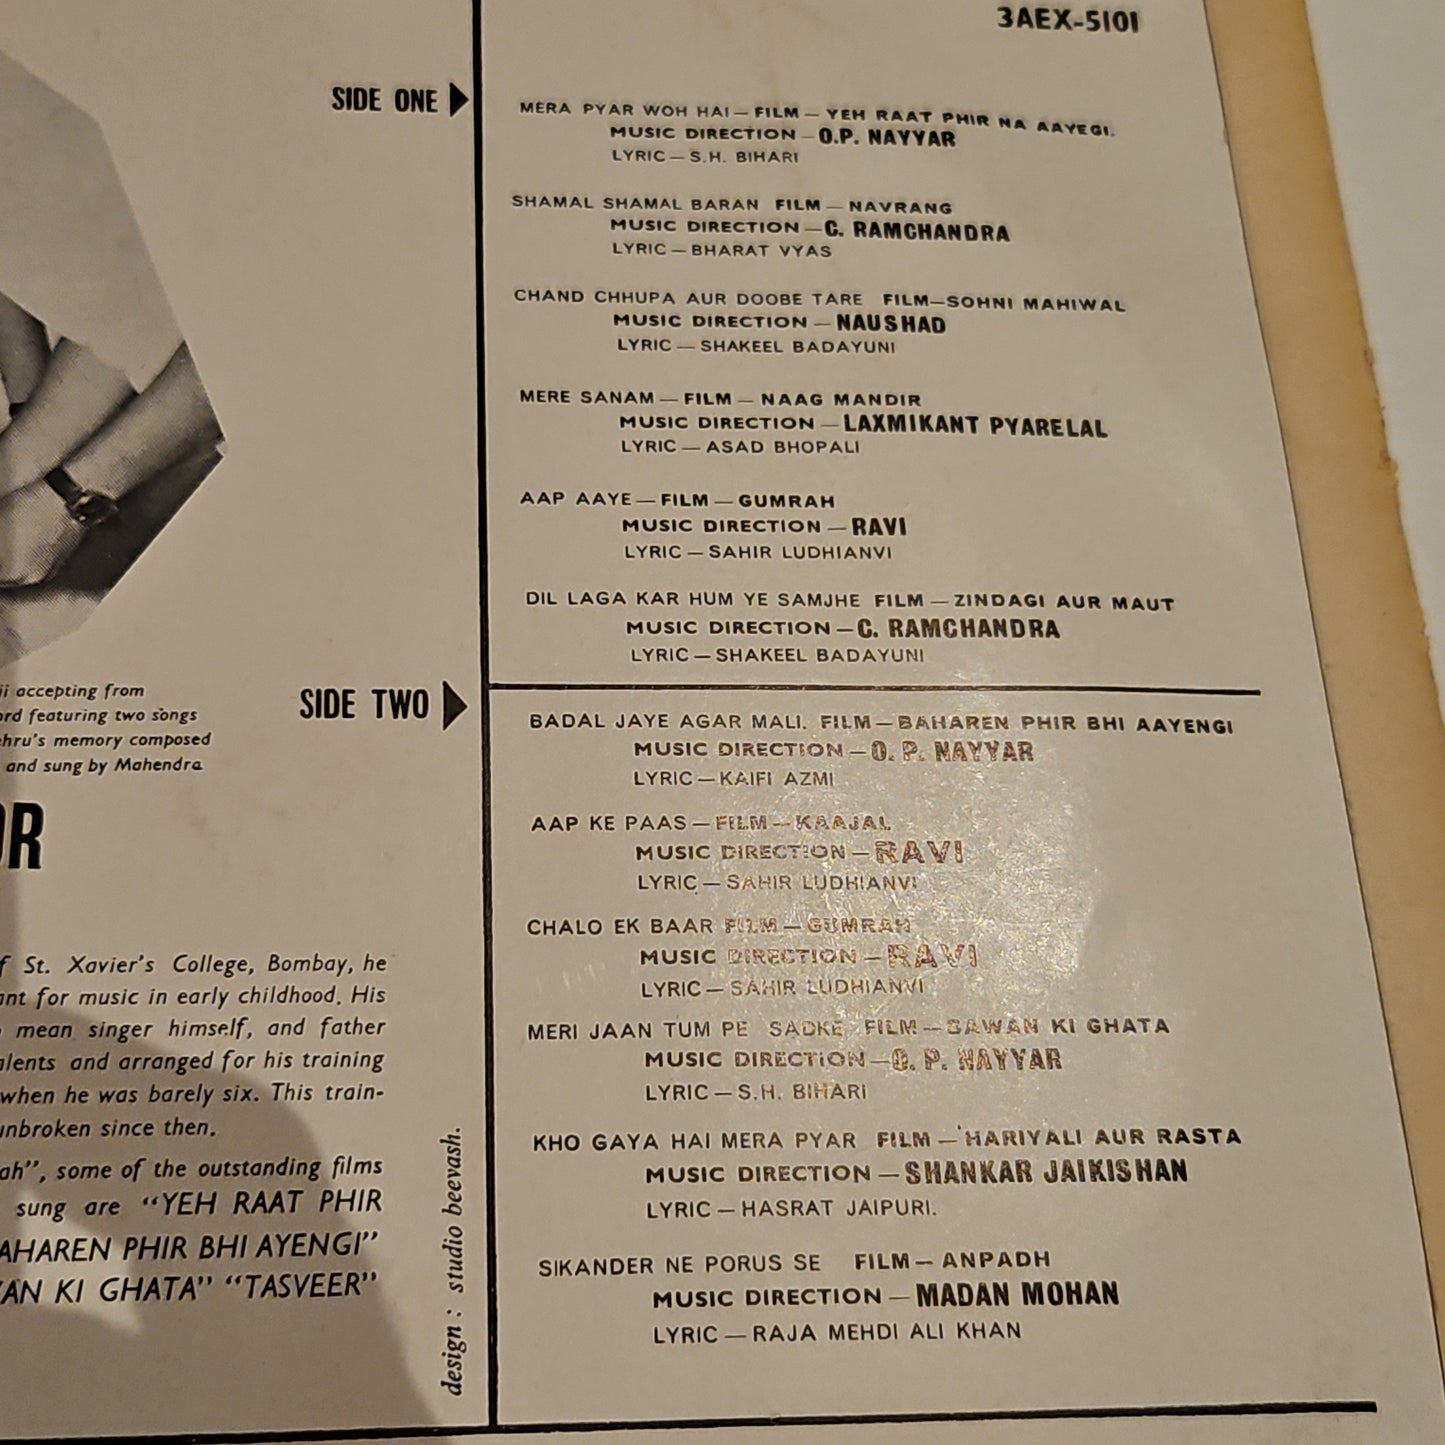 3AEX-5101
SIDE ONE
MERA PYAR WOH HAI — FILM — YEH RAAT PHIR NA AAYEGI.
MUSIC DIRECTION — O.P. NAYYAR
LYRIC — S.H. BIHARI
SHAMAL SHAMAL BARAN FILM — NAVRANG
MUSIC DIRECTION — C. RAMCHANDRA
LYRIC — BHARAT VYAS
CHAND CHHUPA AUR DOOBE TARE FILM—SOHNI MAHIWAL
MUSIC DIRECTION — NAUSHAD
LYRIC — SHAKEEL BADAYUNI
MERE SANAM — FILM — NAAG MANDIR
MUSIC DIRECTION — LAXMIKANT PYARELAL
LYRIC — ASAD BHOPALI
AAP AAYE — FILM — GUMRAH
MUSIC DIRECTION — RAVI
LYRIC — SAHIR LUDHIANVI
DIL LAGA KAR HUM YE SAMJHE FILM — ZINDAGI AUR MAUT
MUSIC DIRECTION — C. RAMCHANDRA
LYRIC — SHAKEEL BADAYUNI
SIDE TWO
BADAL JAYE AGAR MALI. FILM — BAHAREN PHIR BHI AAYENGI
MUSIC DIRECTION — O. P. NAYYAR
LYRIC — KAIFI AZMI
AAP KE PAAS — FILM — KAAJAL
MUSIC DIRECTION — RAVI
LYRIC — SAHIR LUDHIANVI
CHALO EK BAAR FILM — GUMRAH
MUSIC DIRECTION — RAVI
LYRIC — SAHIR LUDHIANVI
MERI JAAN TUM PE SADKE FILM — SAWAN KI GHATA
MUSIC DIRECTION — O. P. NAYYAR
LYRIC — S.H. BIHARI
KHO GAYA HAI MERA PYAR FILM — HARIYALI AUR RASTA
MUSIC DIRECTION — SHANKAR JAIKISHAN
LYRIC — HASRAT JAIPURI.
SIKANDER NE PORUS SE FILM — ANPADH
MUSIC DIRECTION — MADAN MOHAN
LYRIC — RAJA MEHDI ALI KHAN
ji accepting from
ord featuring two songs
ehru's memory composed
and sung by Mahendra
OR
f St. Xavier's College, Bombay, he
ant for music in early childhood. His
mean singer himself, and father
alents and arranged for his training
when he was barely six. This train-
unbroken since then.
ah", some of the outstanding films
sung are "YEH RAAT PHIR
AHAREN PHIR BHI AYENGI"
AN KI GHATA" "TASVEER"
design : studio beevash.